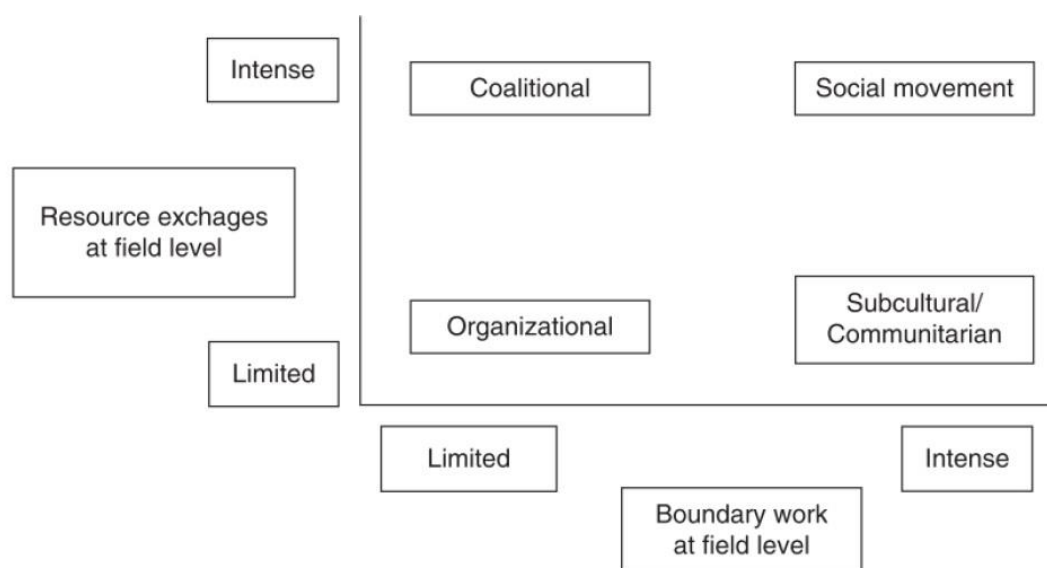 Intense
Coalitional
Social movement
Resource exchages
at field level
Organizational
Subcultural/
Communitarian
Limited
Limited
Intense
Boundary work
at field level